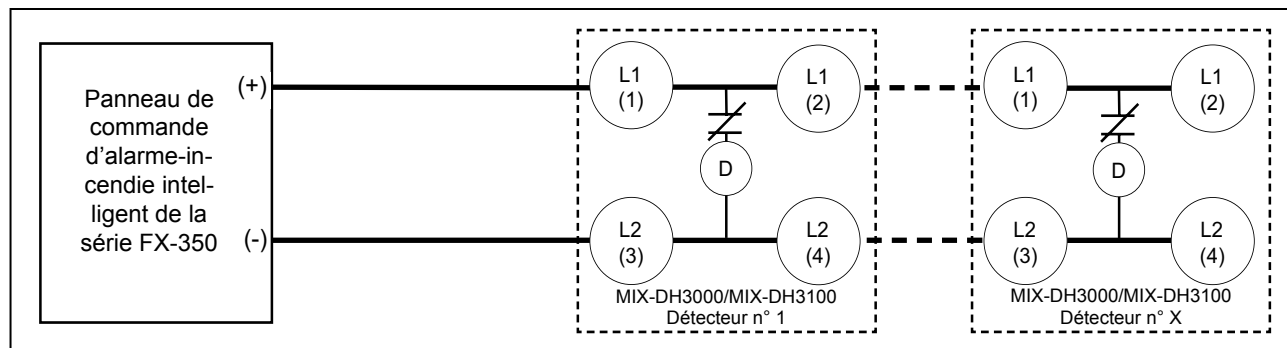 Panneau de
commande
d'alarme-in-
cendie intel-
ligent de la
série FX-350
(+)
(-)
L1
(1)
L1
(2)
D
L2
(3)
L2
(4)
MIX-DH3000/MIX-DH3100
Détecteur n° 1
L1
(1)
L1
(2)
D
L2
(3)
L2
(4)
MIX-DH3000/MIX-DH3100
Détecteur n° X